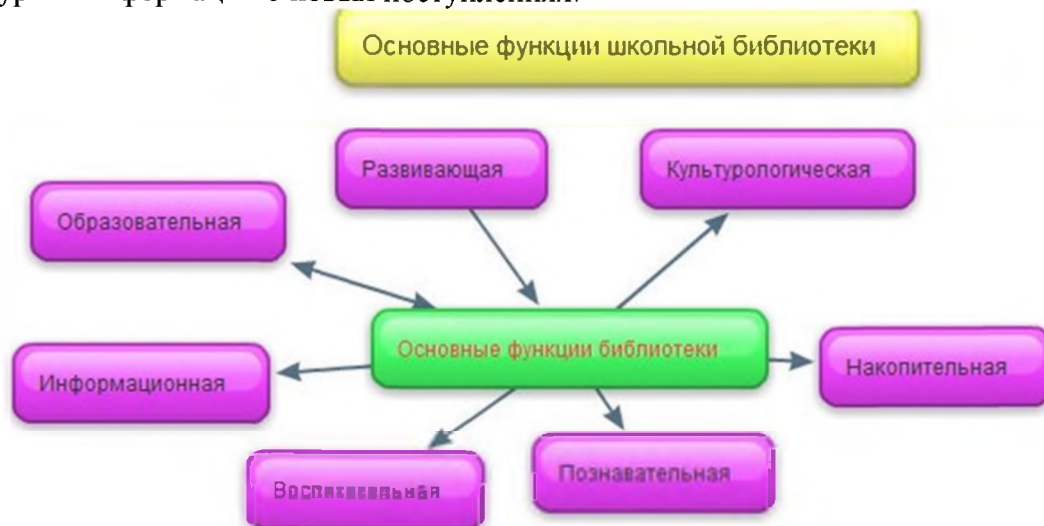 Основные функции школьной библиотеки
Развивающая
Культурологическая
Образовательная
Основные функции библиотеки
Информационная
Накопительная
Познавательная